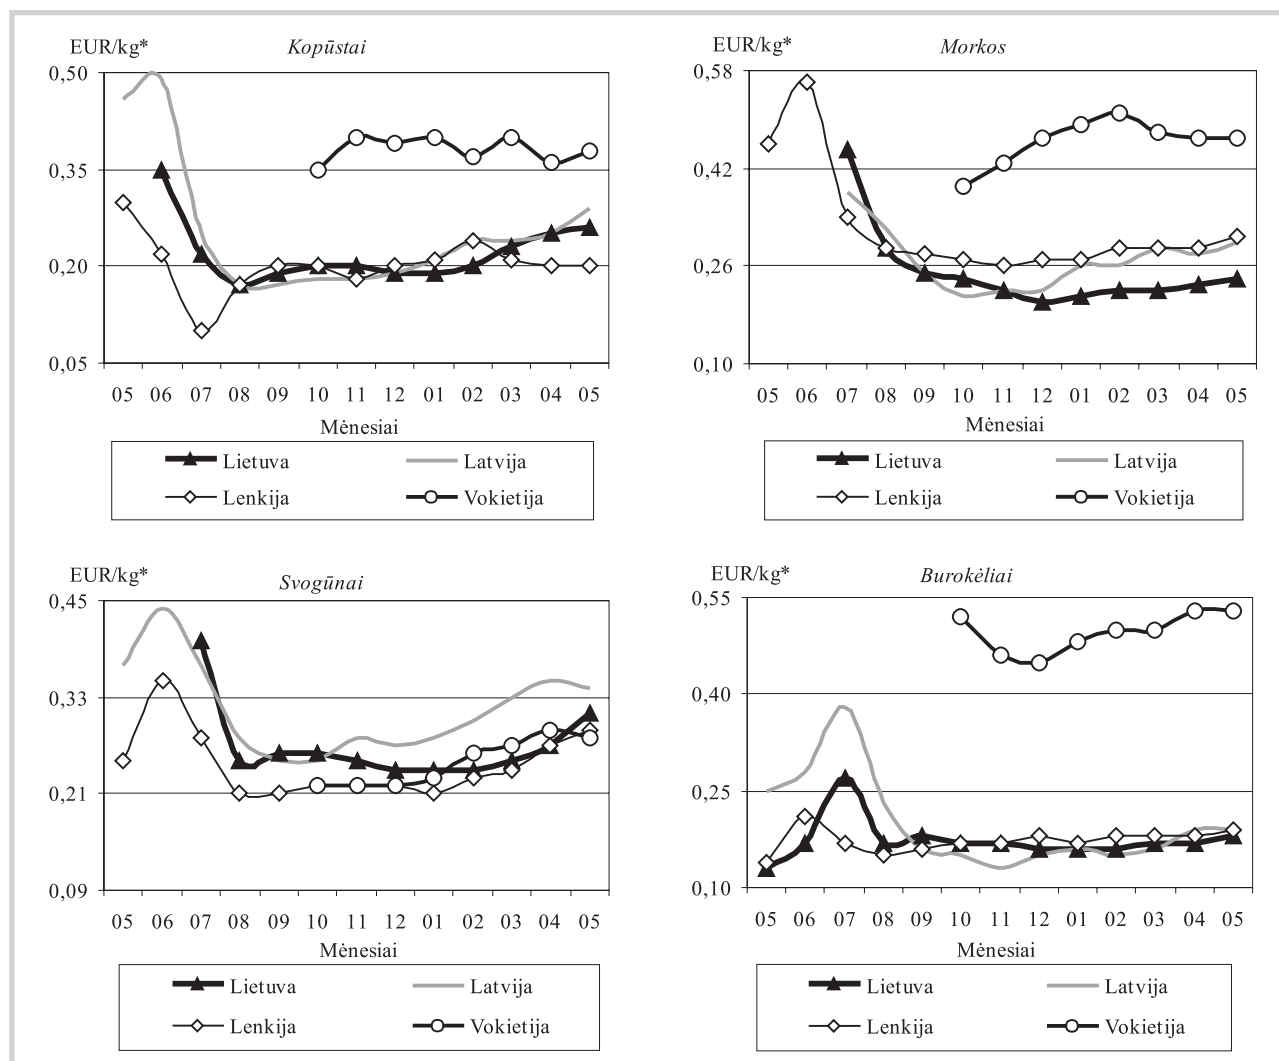 EUR/kg*
Kopūstai
0,50
0,35
0,20
0,05
05 06 07 08 09 10 11 12 01 02 03 04 05
Mėnesiai
Lietuva Latvija
Lenkija Vokietija
EUR/kg*
Morkos
0,58
0,42
0,26
0,10
05 06 07 08 09 10 11 12 01 02 03 04 05
Mėnesiai
Lietuva Latvija
Lenkija Vokietija
EUR/kg*
Svogūnai
0,45
0,33
0,21
0,09
05 06 07 08 09 10 11 12 01 02 03 04 05
Mėnesiai
Lietuva Latvija
Lenkija Vokietija
EUR/kg*
Burokėliai
0,55
0,40
0,25
0,10
05 06 07 08 09 10 11 12 01 02 03 04 05
Mėnesiai
Lietuva Latvija
Lenkija Vokietija